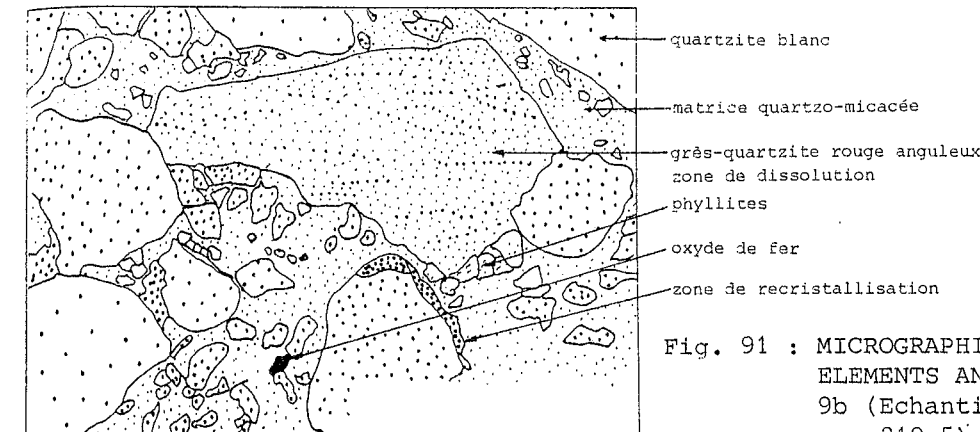 quartzite blanc
matrice quartzo-micacée
grès-quartzite rouge anguleux
zone de dissolution
phyllites
oxyde de fer
zone de recristallisation
Fig. 91 : MICROGRAPHI
ELEMENTS AN
9b (Echanti